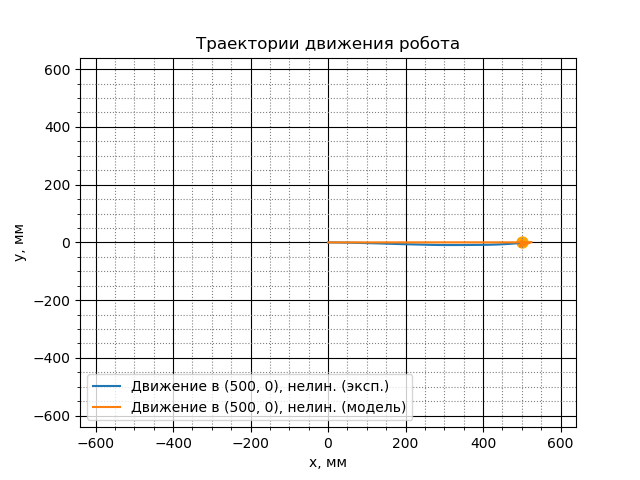 Траектории движения робота
600
400
200
0
−200
−400
−600
y, мм
Движение в (500, 0), нелин. (эксп.)
Движение в (500, 0), нелин. (модель)
−600 −400 −200 0 200 400 600
x, мм